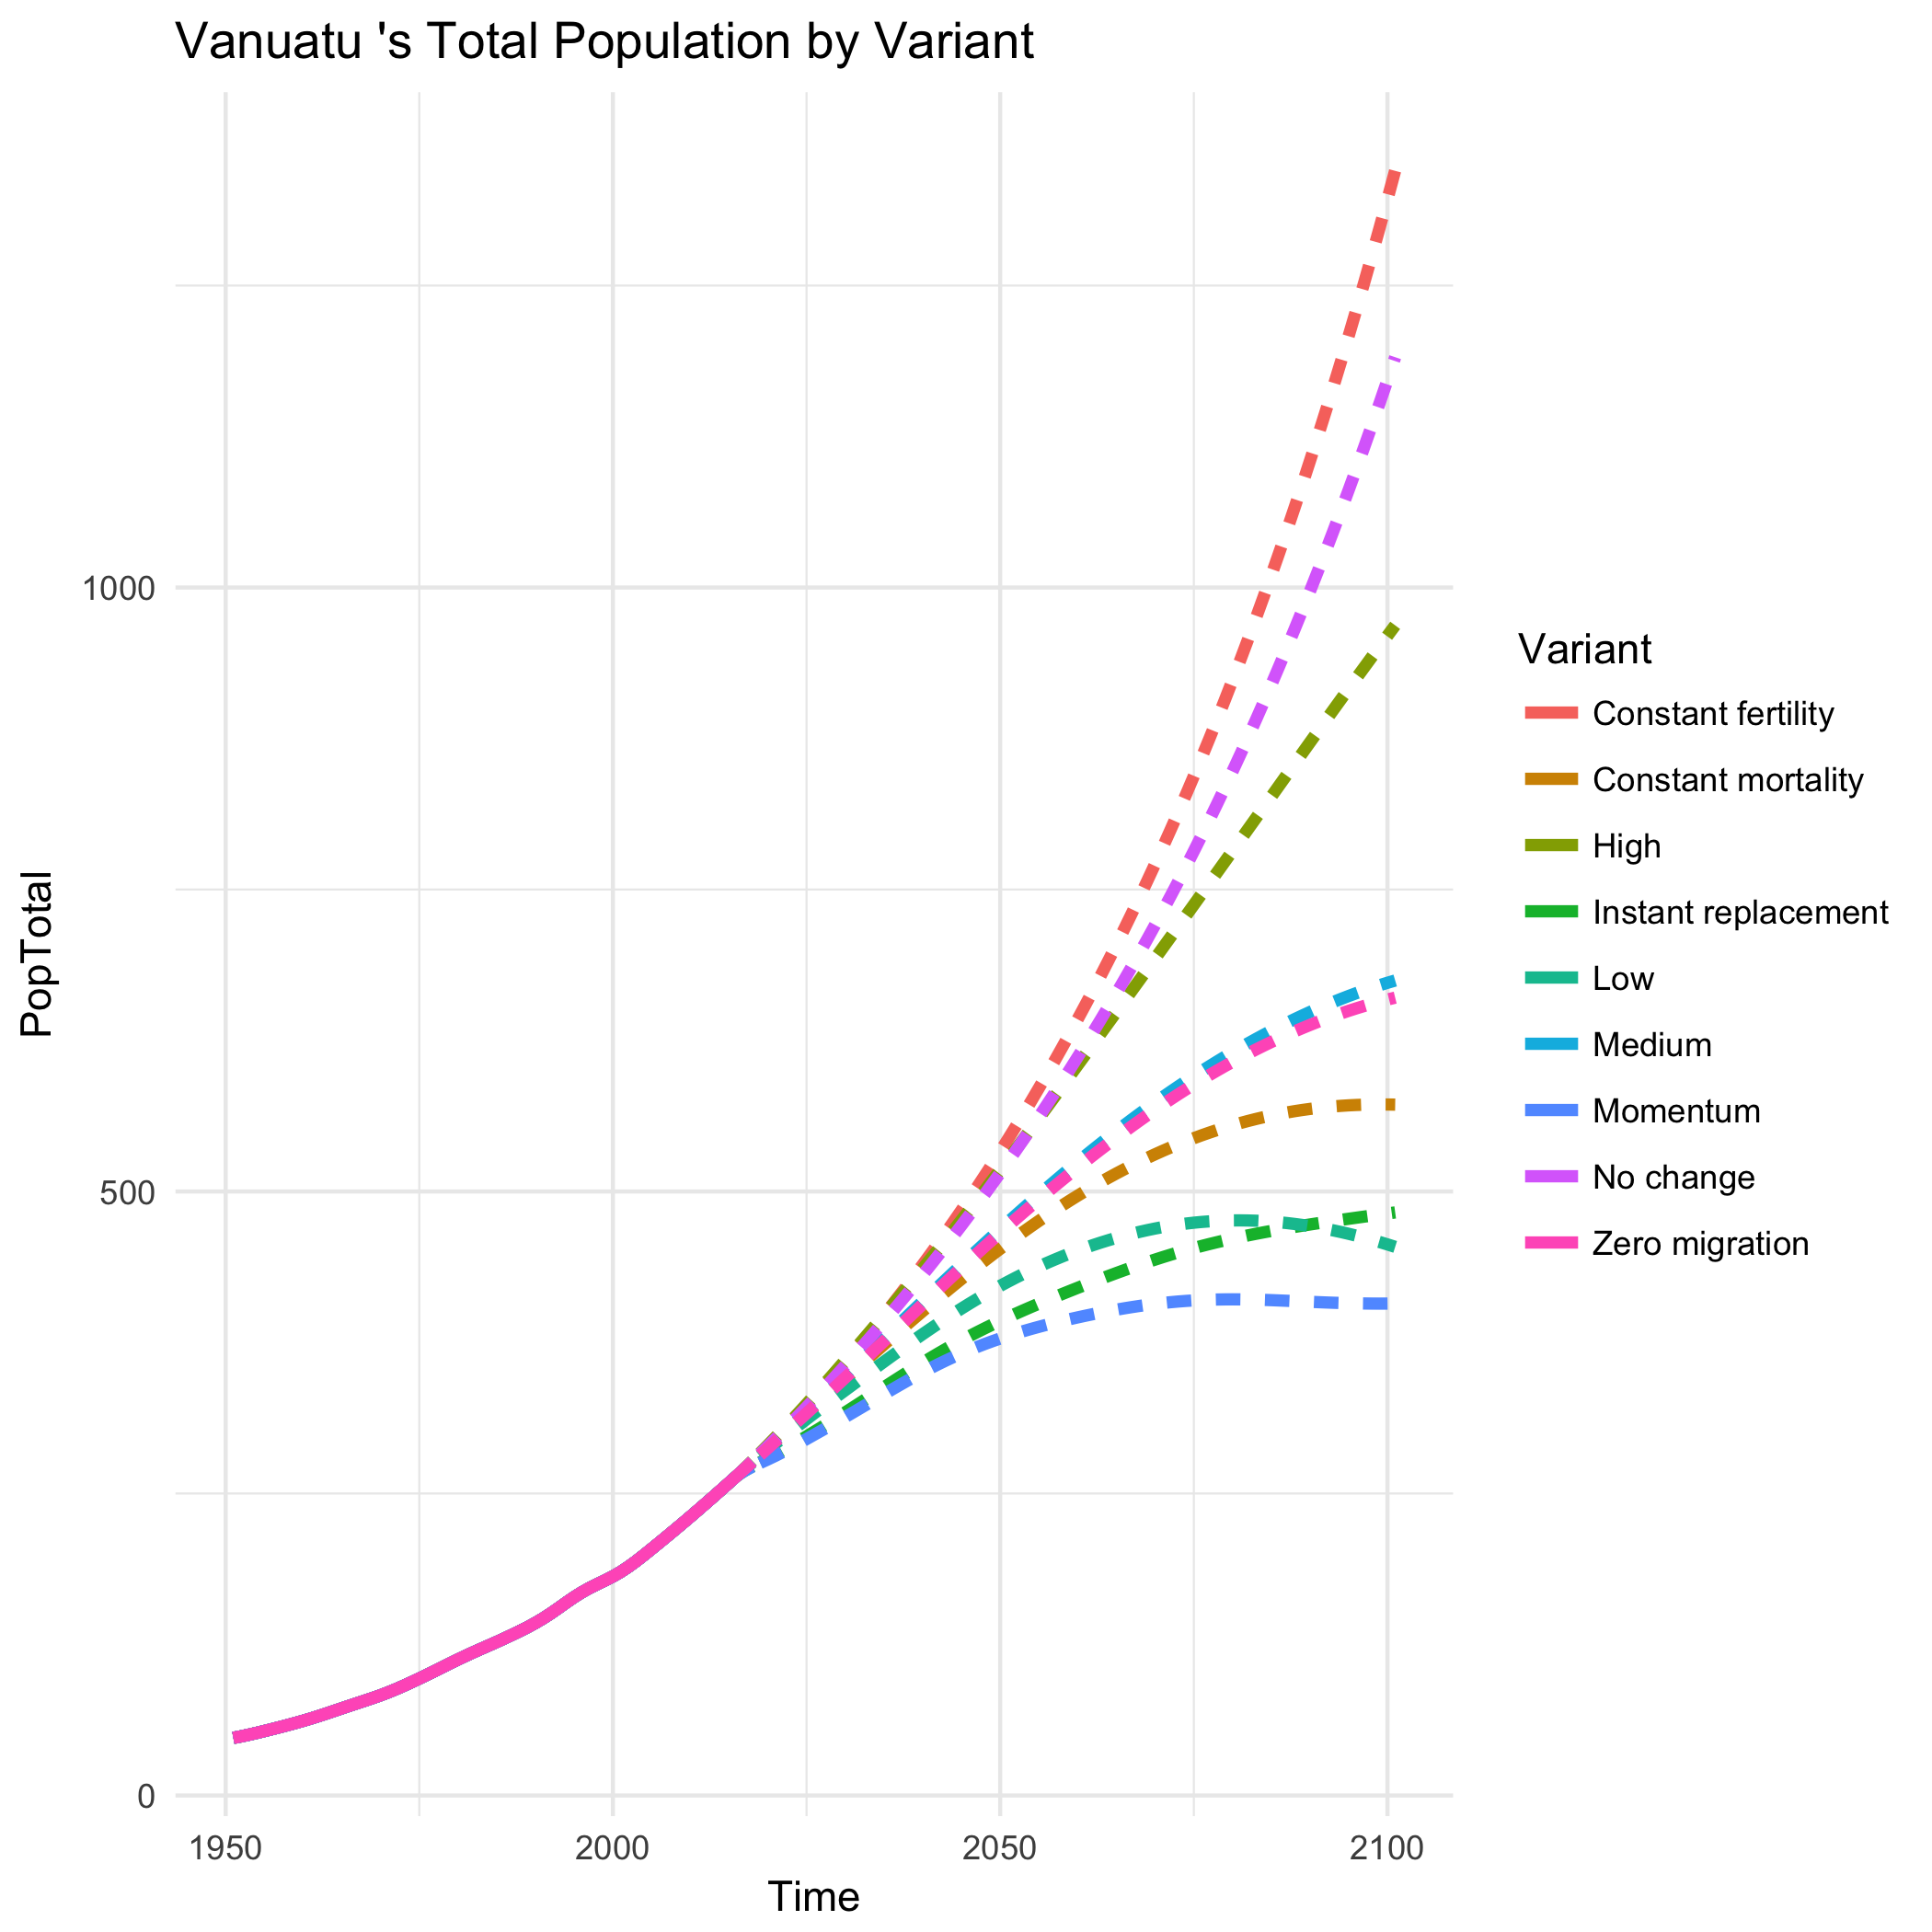 Vanuatu 's Total Population by Variant
PopTotal
1000
500
0
1950
2000
2050
2100
Time
Variant
Constant fertility
Constant mortality
High
Instant replacement
Low
Medium
Momentum
No change
Zero migration